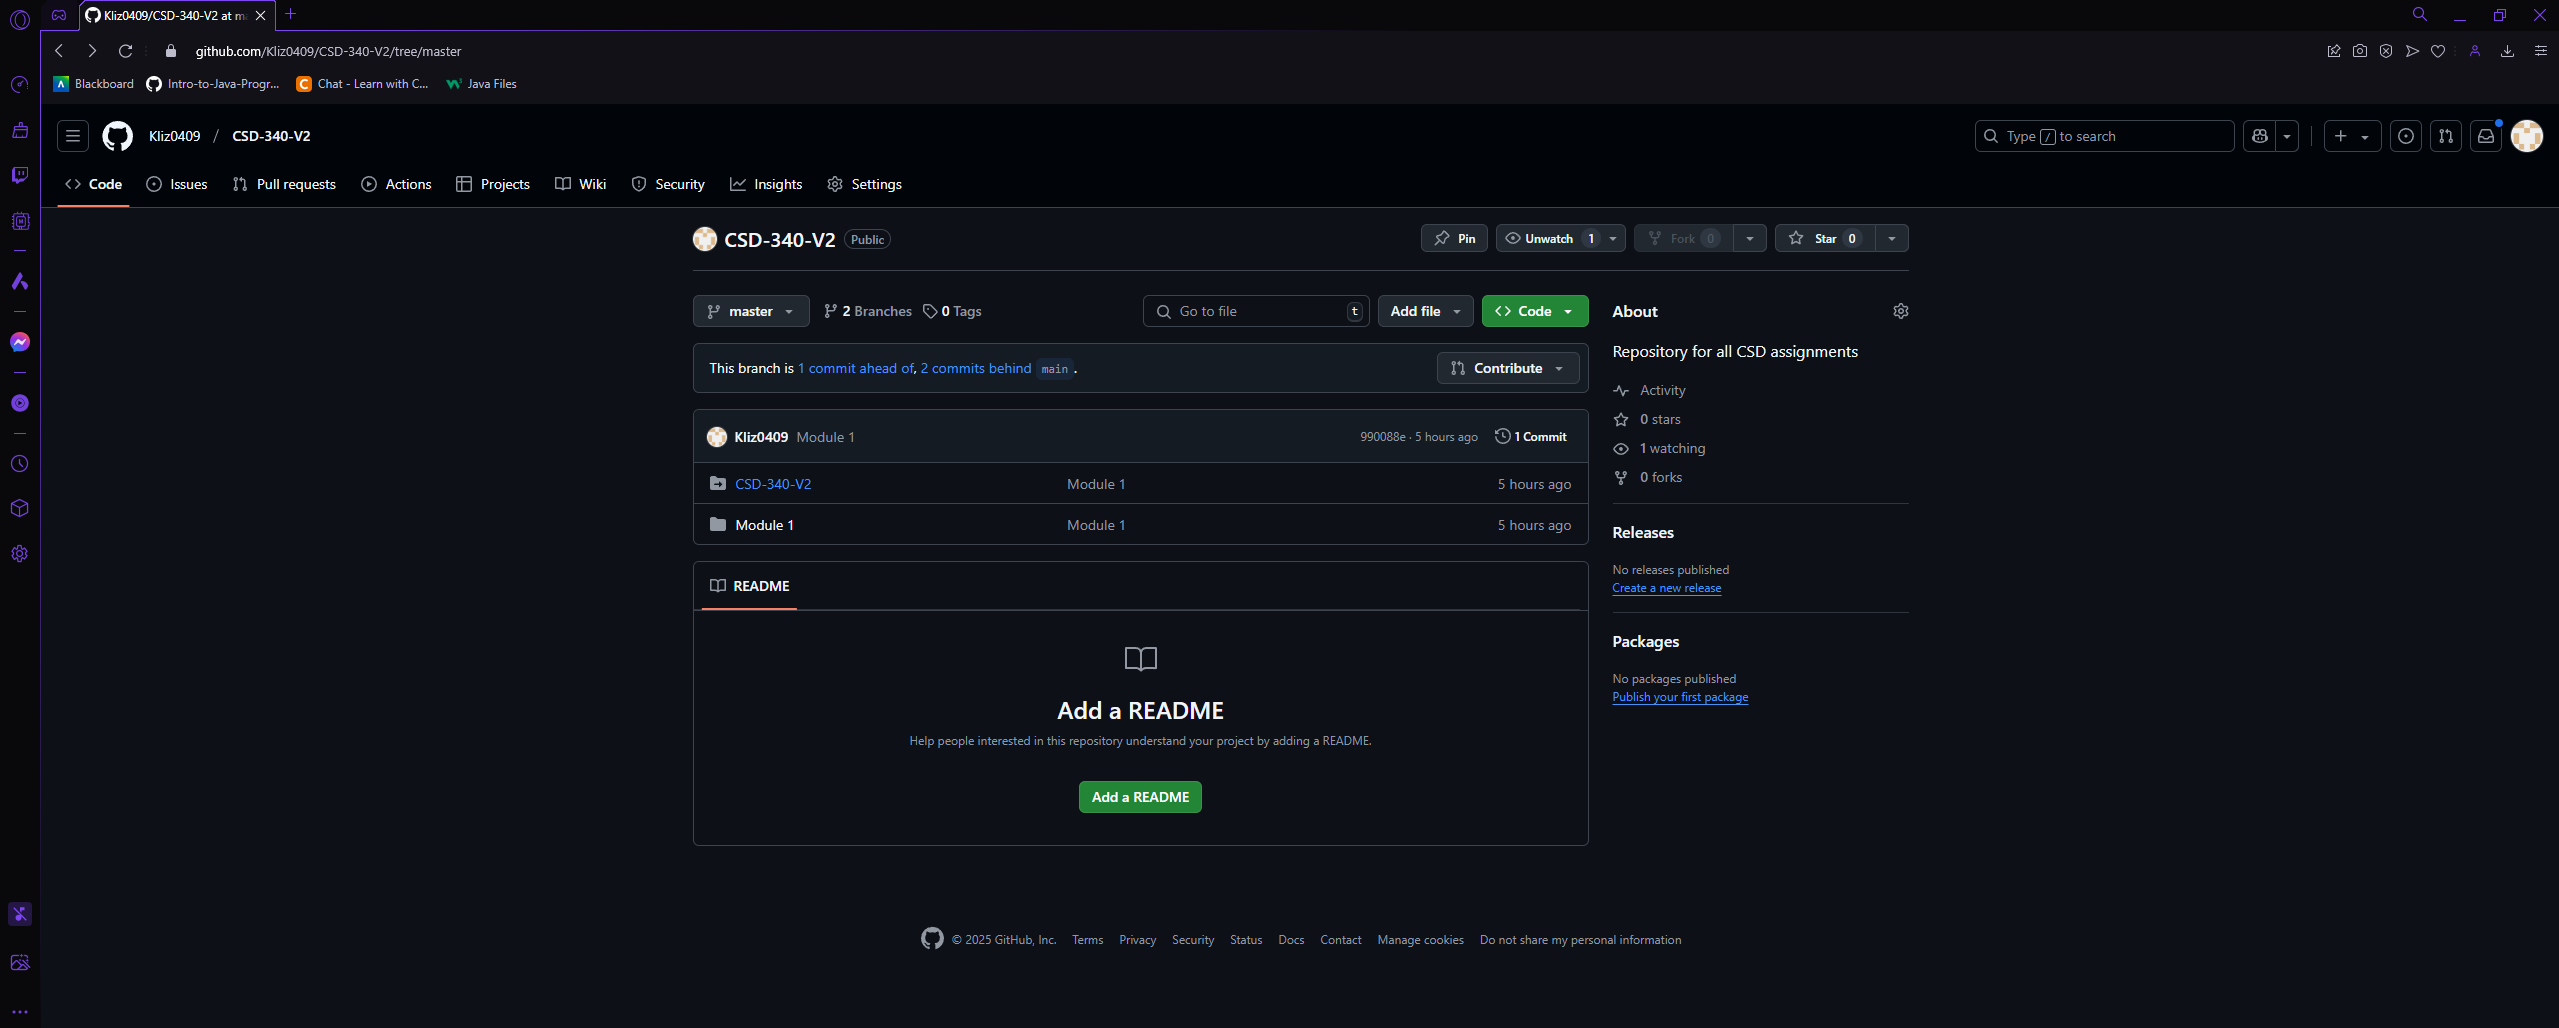 Kliz0409/CSD-340-V2 at m
github.com/Kliz0409/CSD-340-V2/tree/master
Blackboard Intro-to-Java-Progr... Chat - Learn with C... Java Files
Kliz0409 / CSD-340-V2
Type / to search
Code Issues Pull requests Actions Projects Wiki Security Insights Settings
CSD-340-V2 Public
Pin Unwatch 1 Fork 0 Star 0
master 2 Branches 0 Tags
Go to file t Add file Code
This branch is 1 commit ahead of, 2 commits behind main.
Contribute
Kliz0409 Module 1 990088e · 5 hours ago 1 Commit
CSD-340-V2 Module 1 5 hours ago
Module 1 Module 1 5 hours ago
README
Add a README
Help people interested in this repository understand your project by adding a README.
Add a README
About
Repository for all CSD assignments
Activity
0 stars
1 watching
0 forks
Releases
No releases published
Create a new release
Packages
No packages published
Publish your first package
© 2025 GitHub, Inc. Terms Privacy Security Status Docs Contact Manage cookies Do not share my personal information